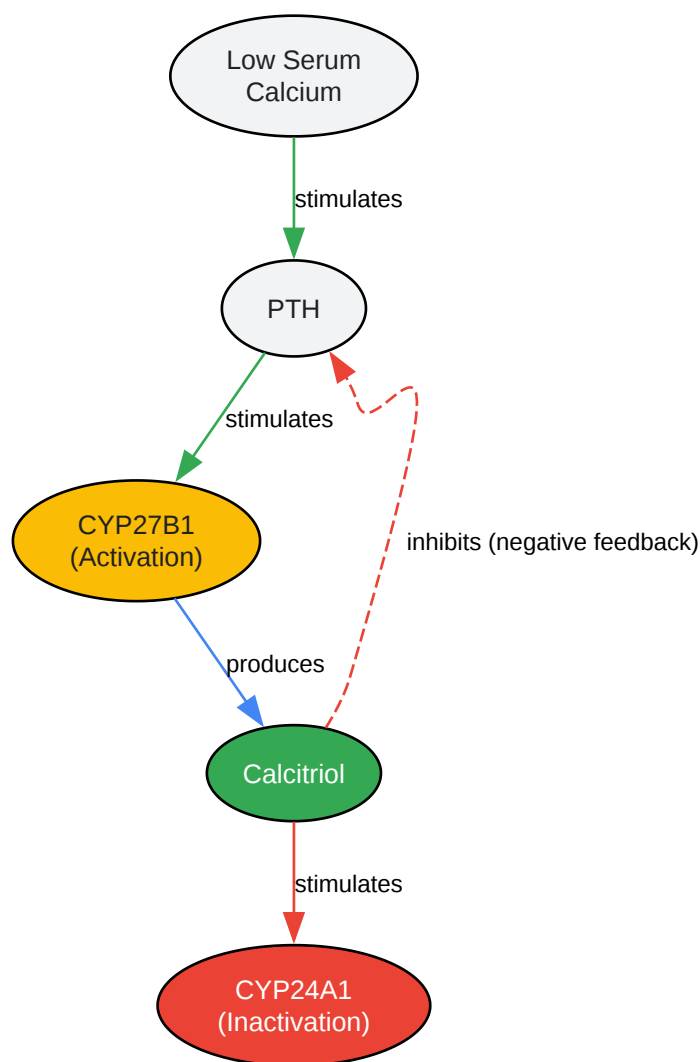 Low Serum
Calcium
stimulates
PTH
stimulates
CYP27B1
(Activation)
inhibits (negative feedback)
produces
Calcitriol
stimulates
CYP24A1
(Inactivation)